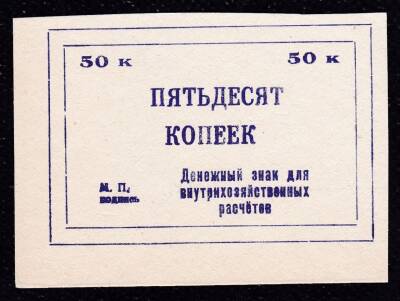 50 к 50 к
ПЯТЬДЕСЯТ
КОПЕЕК
Денежный знак для
внутрихозяйственных
расчётов
М. П.
подпись